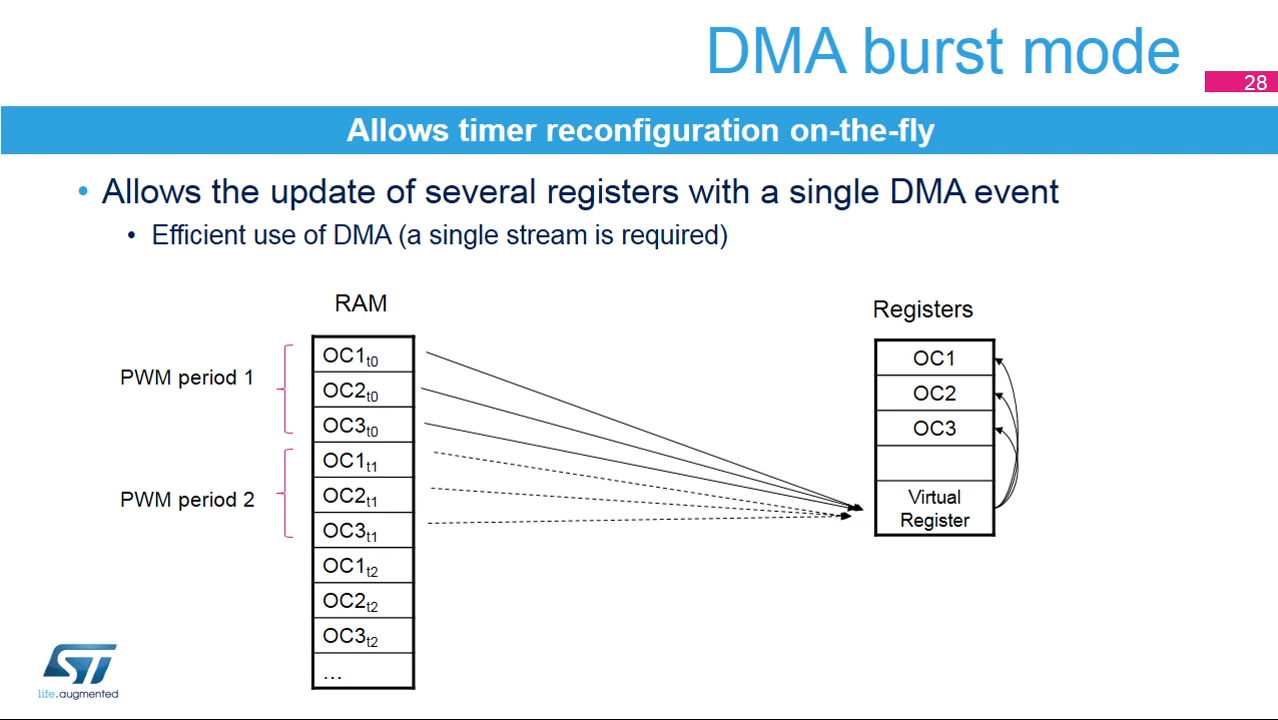 DMA burst mode
28
Allows timer reconfiguration on-the-fly
• Allows the update of several registers with a single DMA event
• Efficient use of DMA (a single stream is required)
RAM
Registers
PWM period 1
PWM period 2
OC1t0
OC2t0
OC3t0
OC1t1
OC2t1
OC3t1
OC1t2
OC2t2
OC3t2
...
OC1
OC2
OC3
Virtual
Register
ST
life.augmented